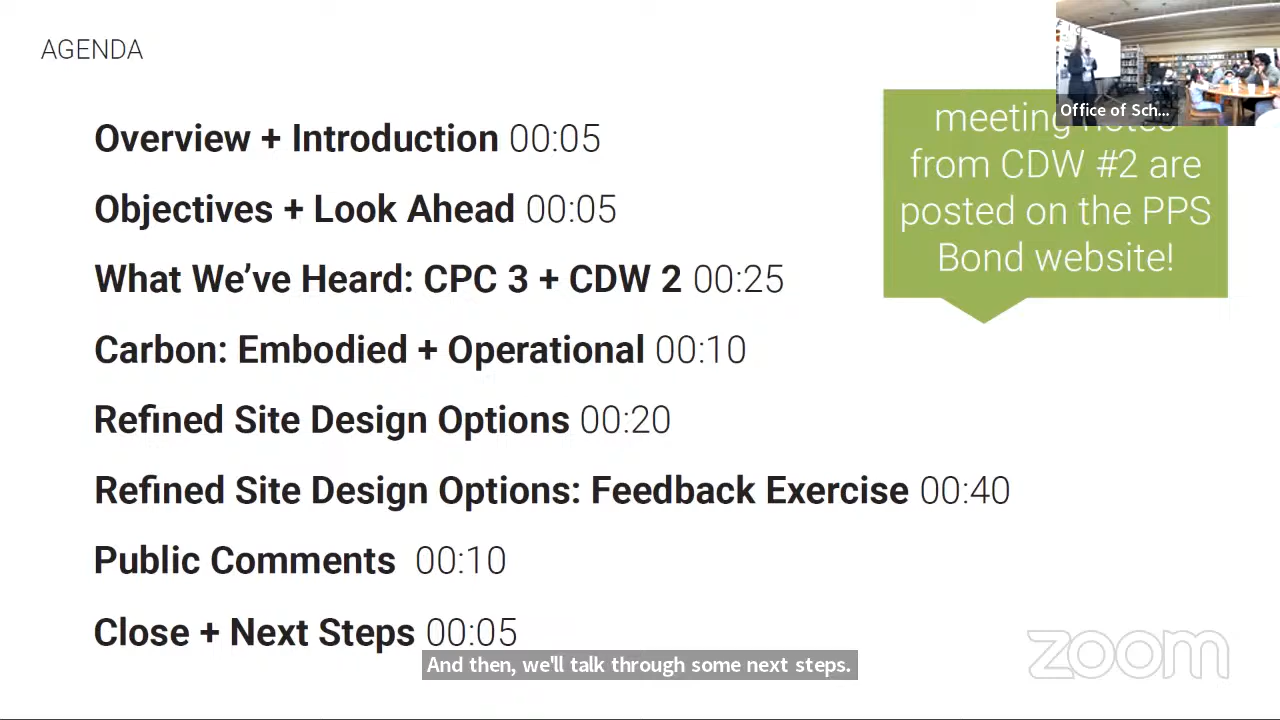 AGENDA
Overview + Introduction 00:05
Objectives + Look Ahead 00:05
What We've Heard: CPC 3 + CDW 2 00:25
Carbon: Embodied + Operational 00:10
Refined Site Design Options 00:20
Refined Site Design Options: Feedback Exercise 00:40
Public Comments 00:10
Close + Next Steps 00:05
Office of Sch...
meeting notes
from CDW #2 are
posted on the PPS
Bond website!
And then, we'll talk through some next steps.
zoom